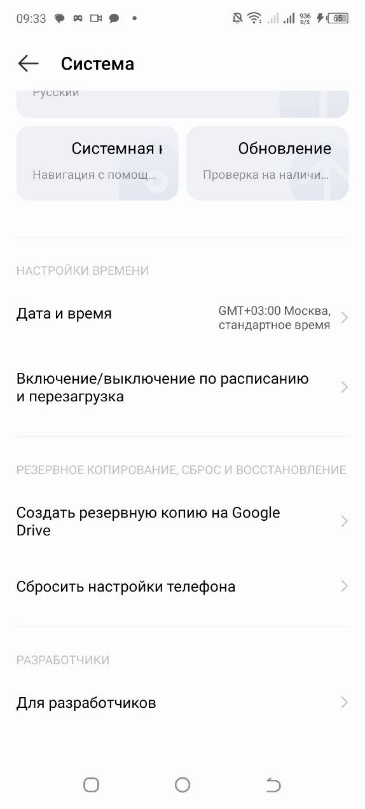 09:33
936 B/S 65
Система
Русский
Системная н
Обновление
Навигация с помощ...
Проверка на наличи...
НАСТРОЙКИ ВРЕМЕНИ
Дата и время
GMT+03:00 Москва,
стандартное время
Включение/выключение по расписанию
и перезагрузка
РЕЗЕРВНОЕ КОПИРОВАНИЕ, СБРОС И ВОССТАНОВЛЕНИЕ
Создать резервную копию на Google
Drive
Сбросить настройки телефона
РАЗРАБОТЧИКИ
Для разработчиков